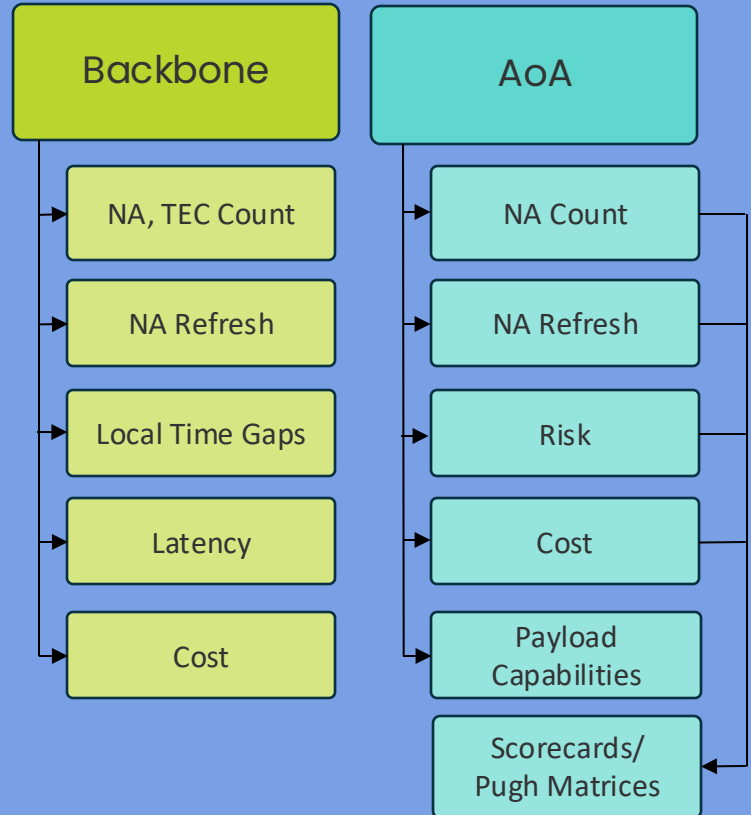 Backbone
NA, TEC Count
NA Refresh
Local Time Gaps
Latency
Cost
AoA
NA Count
NA Refresh
Risk
Cost
Payload
Capabilities
Scorecards/
Pugh Matrices